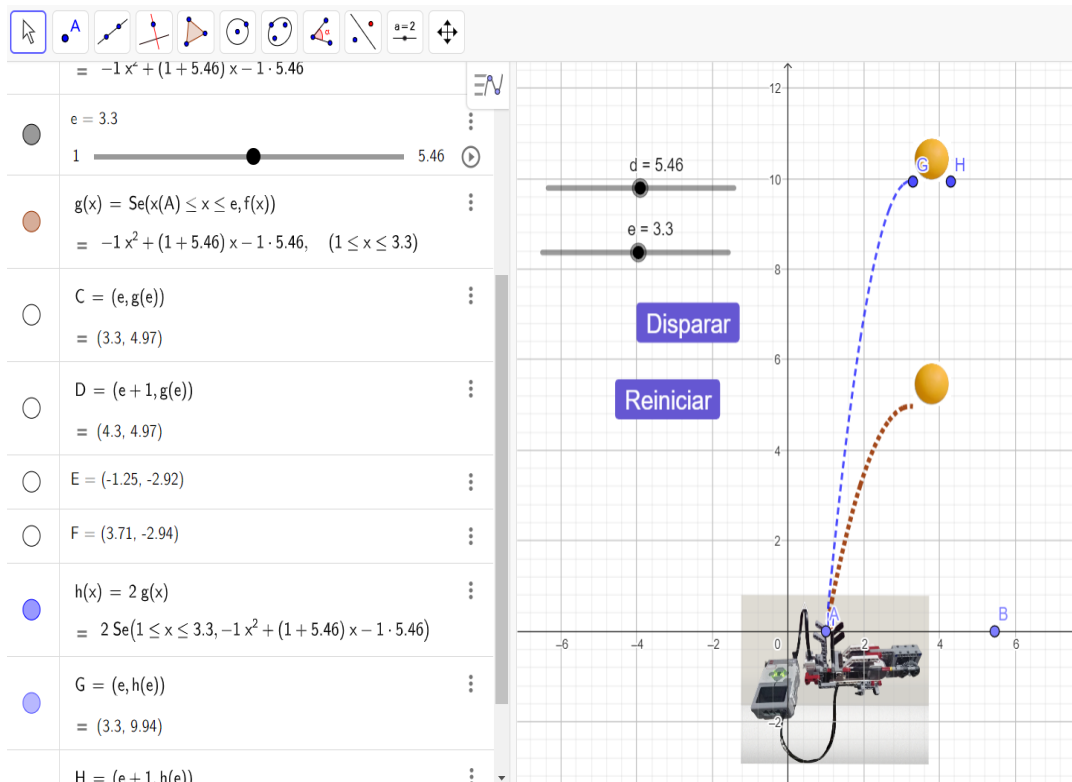 A
a=2
= −1 x² + (1 + 5.46) x − 1 · 5.46
e = 3.3
1
5.46
g(x) = Se(x(A) ≤ x ≤ e, f(x))
= −1 x² + (1 + 5.46) x − 1 · 5.46, (1 ≤ x ≤ 3.3)
C = (e, g(e))
= (3.3, 4.97)
D = (e + 1, g(e))
= (4.3, 4.97)
E = (-1.25, -2.92)
F = (3.71, -2.94)
h(x) = 2 g(x)
= 2 Se(1 ≤ x ≤ 3.3, −1 x² + (1 + 5.46) x − 1 · 5.46)
G = (e, h(e))
= (3.3, 9.94)
H = (e + 1, h(e))
12
d = 5.46
G H
10
e = 3.3
8
Disparar
6
Reiniciar
4
2
A B
-6 -4 -2 0 2 4 6
-2